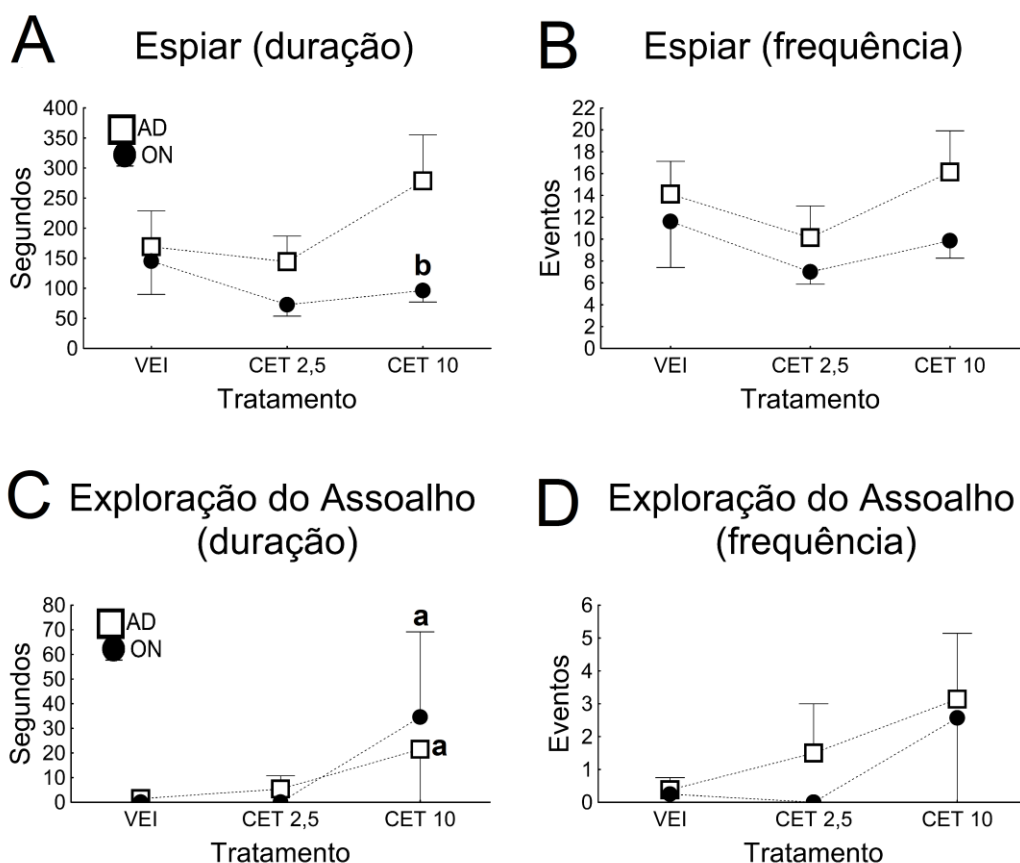 A Espiar (duração)
400
350
300
250
200
150
100
50
0
Segundos
AD
ON
b
VEI CET 2,5 CET 10
Tratamento
B Espiar (frequência)
22
20
18
16
14
12
10
8
6
4
2
0
Eventos
VEI CET 2,5 CET 10
Tratamento
C Exploração do Assoalho
(duração)
80
70
60
50
40
30
20
10
0
Segundos
AD
ON
a
a
VEI CET 2,5 CET 10
Tratamento
D Exploração do Assoalho
(frequência)
6
5
4
3
2
1
0
Eventos
VEI CET 2,5 CET 10
Tratamento